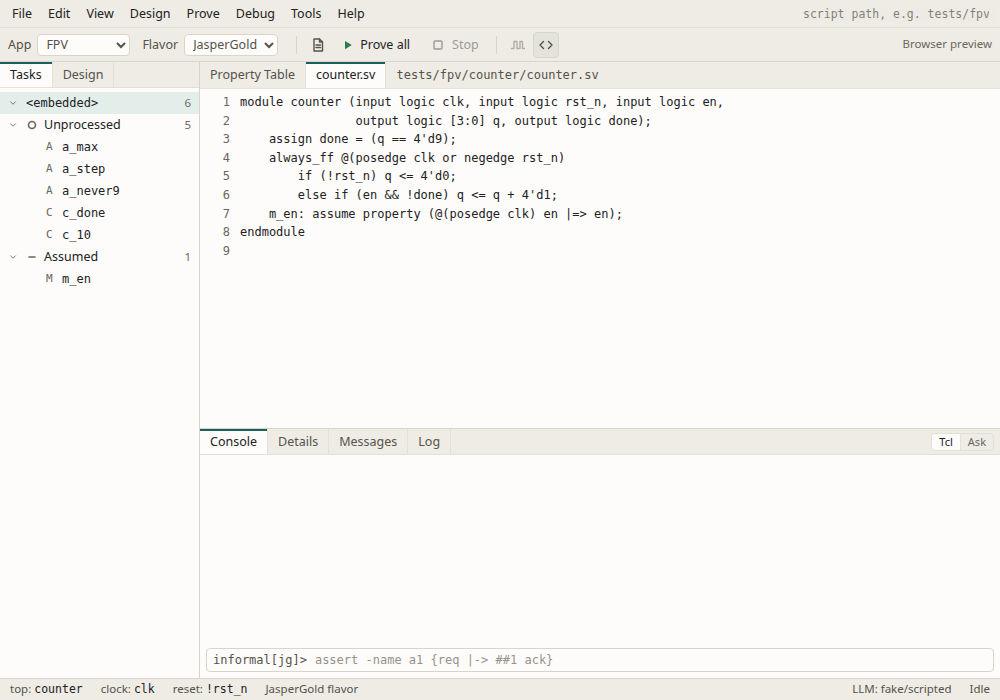 File Edit View Design Prove Debug Tools Help script path, e.g. tests/fpv
App FPV Flavor JasperGold Prove all Stop Browser preview
Tasks Design Property Table counter.sv tests/fpv/counter/counter.sv
<embedded> 6
Unprocessed 5
A a_max
A a_step
A a_never9
C c_done
C c_10
Assumed 1
M m_en
1 module counter (input logic clk, input logic rst_n, input logic en,
2                 output logic [3:0] q, output logic done);
3     assign done = (q == 4'd9);
4     always_ff @(posedge clk or negedge rst_n)
5         if (!rst_n) q <= 4'd0;
6         else if (en && !done) q <= q + 4'd1;
7     m_en: assume property (@(posedge clk) en |=> en);
8 endmodule
9
Console Details Messages Log Tcl Ask
informal[jg]> assert -name a1 {req |-> ##1 ack}
top: counter clock: clk reset: !rst_n JasperGold flavor LLM: fake/scripted Idle